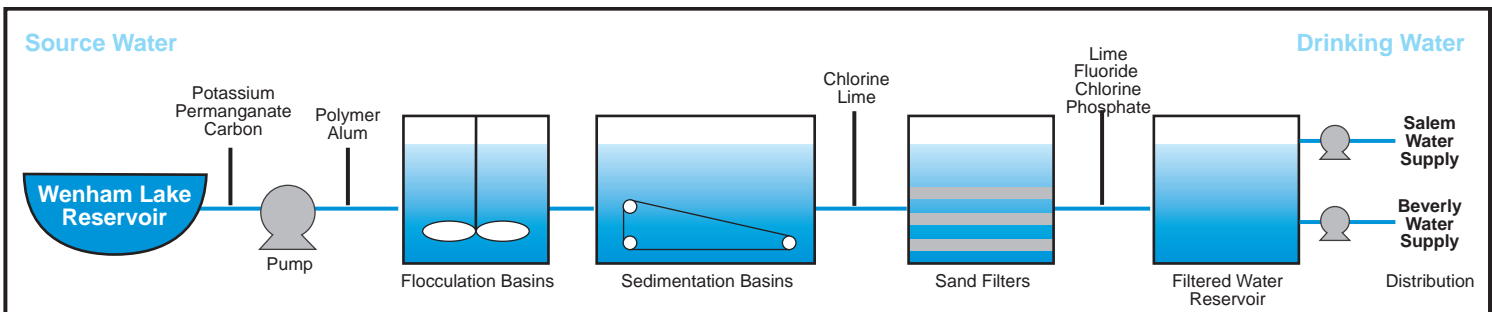 Source Water
Drinking Water
Potassium
Permanganate
Carbon
Polymer
Alum
Chlorine
Lime
Lime
Fluoride
Chlorine
Phosphate
Salem
Water
Supply
Wenham Lake
Reservoir
Beverly
Water
Supply
Pump
Flocculation Basins
Sedimentation Basins
Sand Filters
Filtered Water
Reservoir
Distribution